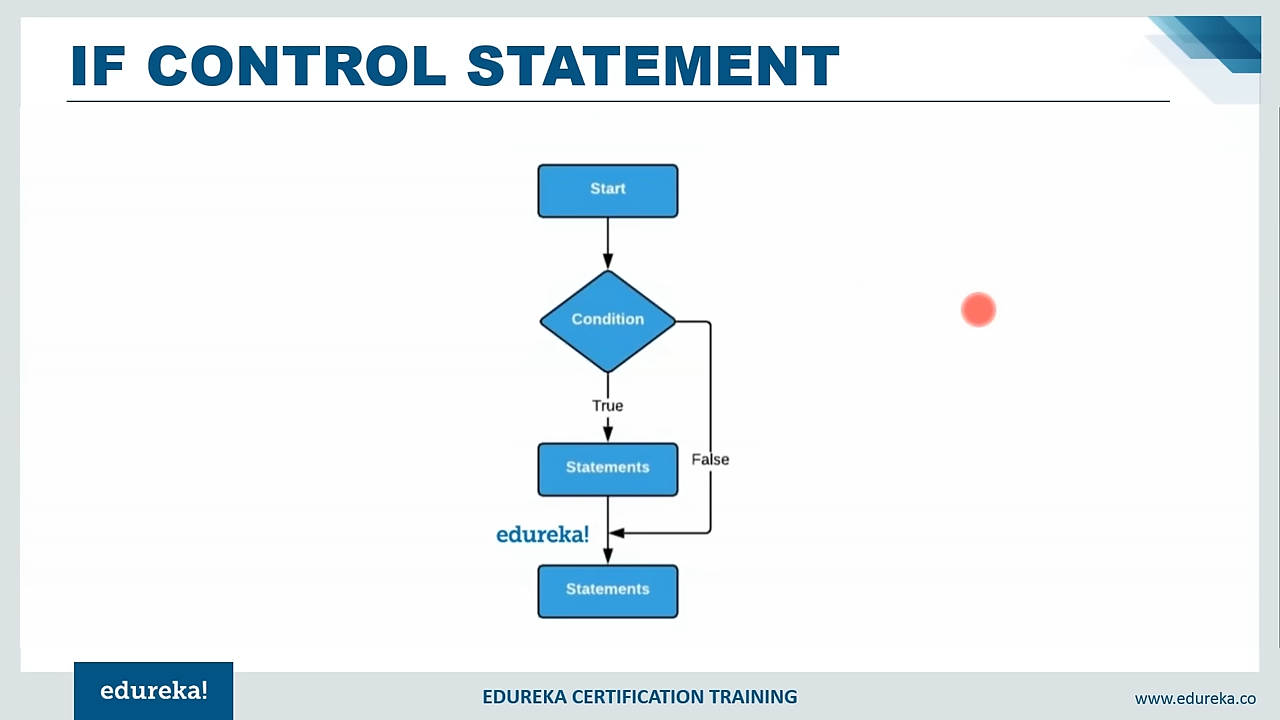 IF CONTROL STATEMENT
Start
Condition
True
Statements
False
edureka!
Statements
edureka!
EDUREKA CERTIFICATION TRAINING
www.edureka.co